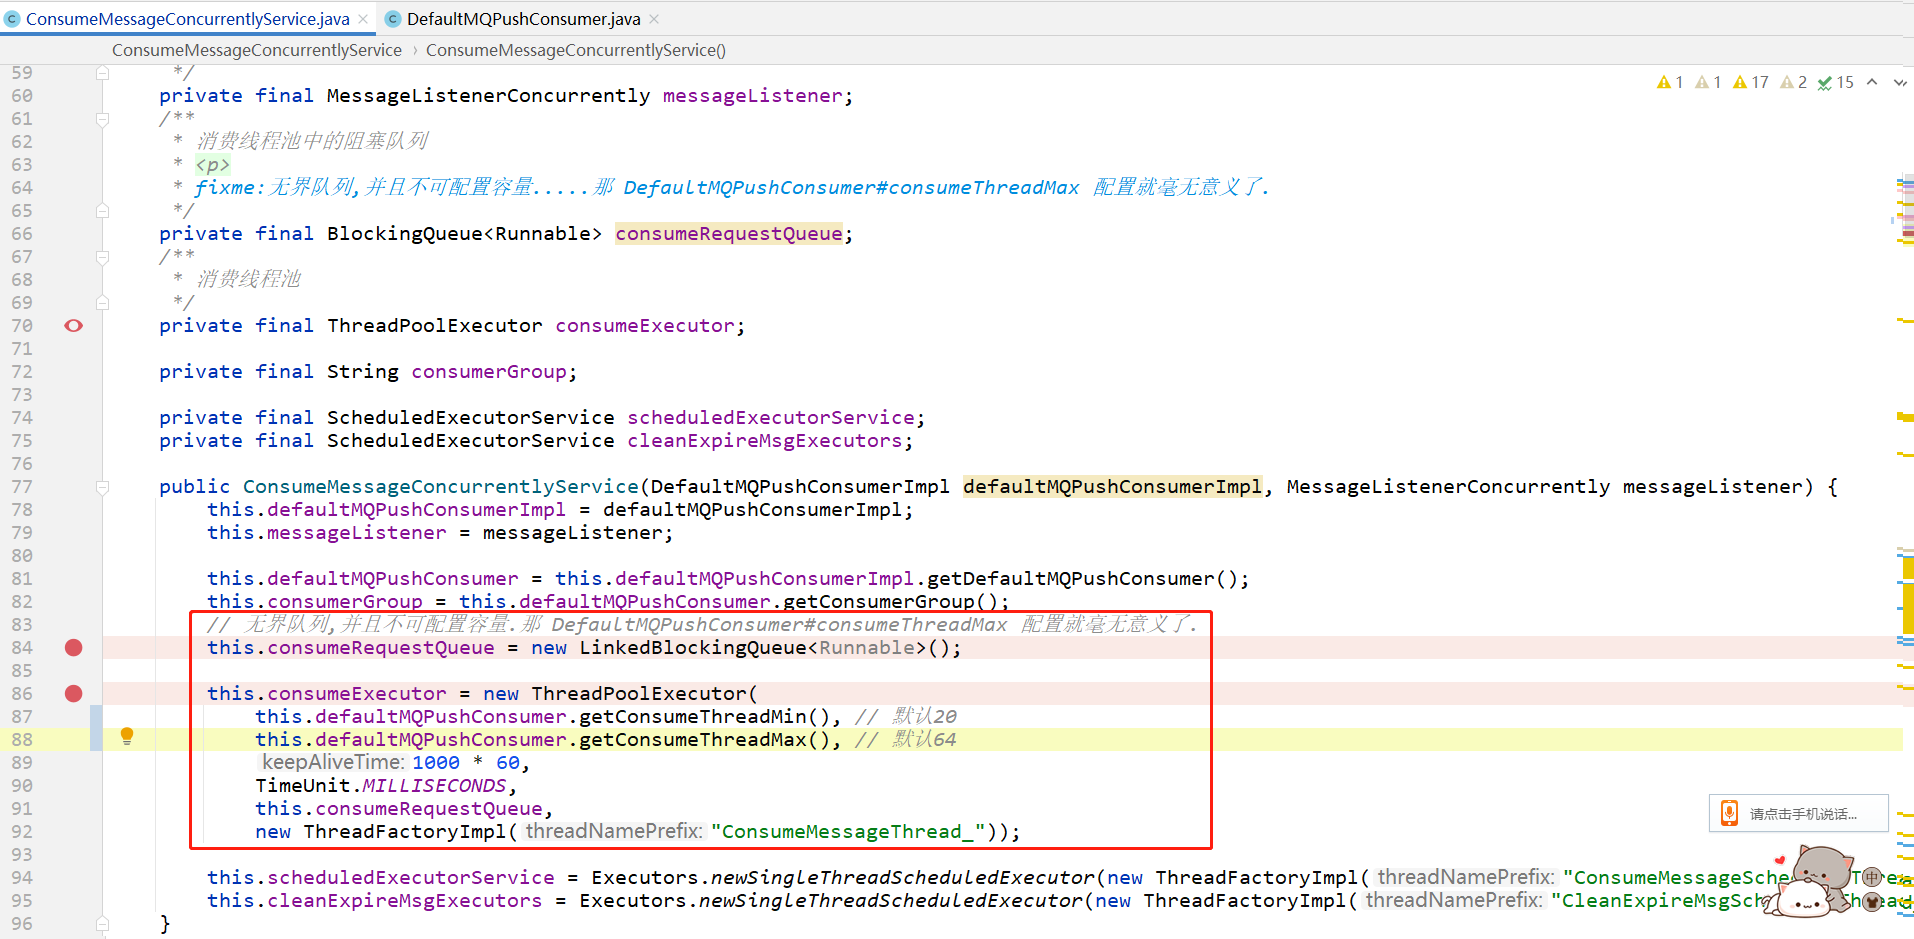 ConsumeMessageConcurrentlyService.java × DefaultMQPushConsumer.java ×
ConsumeMessageConcurrentlyService › ConsumeMessageConcurrentlyService()
1 1 17 2 15
59 */
60 private final MessageListenerConcurrently messageListener;
61 /**
62 * 消费线程池中的阻塞队列
63 * <p>
64 * fixme:无界队列,并且不可配置容量.....那 DefaultMQPushConsumer#consumeThreadMax 配置就毫无意义了.
65 */
66 private final BlockingQueue<Runnable> consumeRequestQueue;
67 /**
68 * 消费线程池
69 */
70 private final ThreadPoolExecutor consumeExecutor;
71
72 private final String consumerGroup;
73
74 private final ScheduledExecutorService scheduledExecutorService;
75 private final ScheduledExecutorService cleanExpireMsgExecutors;
76
77 public ConsumeMessageConcurrentlyService(DefaultMQPushConsumerImpl defaultMQPushConsumerImpl, MessageListenerConcurrently messageListener) {
78 this.defaultMQPushConsumerImpl = defaultMQPushConsumerImpl;
79 this.messageListener = messageListener;
80
81 this.defaultMQPushConsumer = this.defaultMQPushConsumerImpl.getDefaultMQPushConsumer();
82 this.consumerGroup = this.defaultMQPushConsumer.getConsumerGroup();
83 // 无界队列,并且不可配置容量.那 DefaultMQPushConsumer#consumeThreadMax 配置就毫无意义了.
84 this.consumeRequestQueue = new LinkedBlockingQueue<Runnable>();
85
86 this.consumeExecutor = new ThreadPoolExecutor(
87 this.defaultMQPushConsumer.getConsumeThreadMin(), // 默认20
88 this.defaultMQPushConsumer.getConsumeThreadMax(), // 默认64
89 keepAliveTime: 1000 * 60,
90 TimeUnit.MILLISECONDS,
91 this.consumeRequestQueue,
92 new ThreadFactoryImpl( threadNamePrefix: "ConsumeMessageThread_"));
请点击手机说话...
93
94 this.scheduledExecutorService = Executors.newSingleThreadScheduledExecutor(new ThreadFactoryImpl( threadNamePrefix: "ConsumeMessageSche
中
95 this.cleanExpireMsgExecutors = Executors.newSingleThreadScheduledExecutor(new ThreadFactoryImpl( threadNamePrefix: "CleanExpireMsgSch
96 }